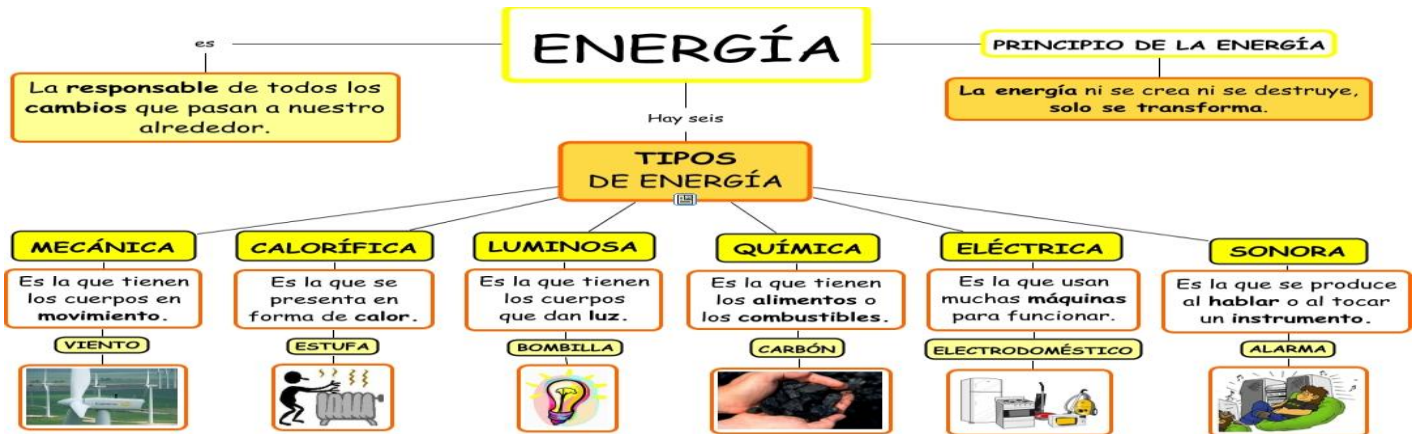 ENERGÍA
es
La responsable de todos los
cambios que pasan a nuestro
alrededor.
PRINCIPIO DE LA ENERGÍA
La energía ni se crea ni se destruye,
solo se transforma.
Hay seis
TIPOS
DE ENERGÍA
MECÁNICA
Es la que tienen
los cuerpos en
movimiento.
VIENTO
CALORÍFICA
Es la que se
presenta en
forma de calor.
ESTUFA
LUMINOSA
Es la que tienen
los cuerpos
que dan luz.
BOMBILLA
QUÍMICA
Es la que tienen
los alimentos o
los combustibles.
CARBÓN
ELÉCTRICA
Es la que usan
muchas máquinas
para funcionar.
ELECTRODOMÉSTICO
SONORA
Es la que se produce
al hablar o al tocar
un instrumento.
ALARMA